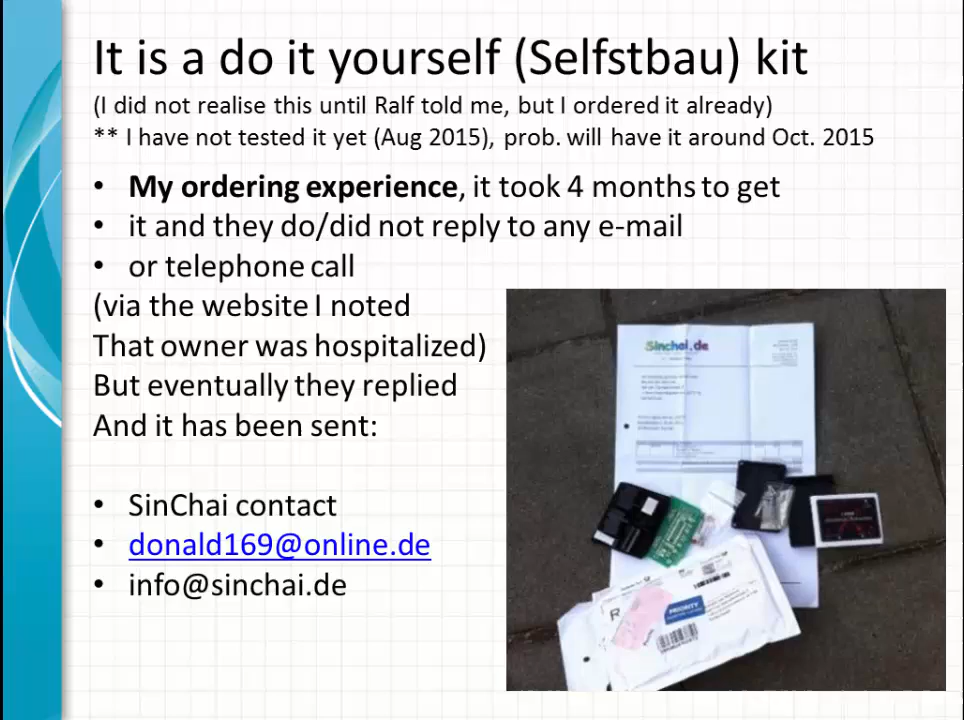 It is a do it yourself (Selfstbau) kit
(I did not realise this until Ralf told me, but I ordered it already)
** I have not tested it yet (Aug 2015), prob. will have it around Oct. 2015
• My ordering experience, it took 4 months to get
• it and they do/did not reply to any e-mail
• or telephone call
(via the website I noted
That owner was hospitalized)
But eventually they replied
And it has been sent:
• SinChai contact
• donald169@online.de
• info@sinchai.de
Sinchai.de
R
PRIORITY